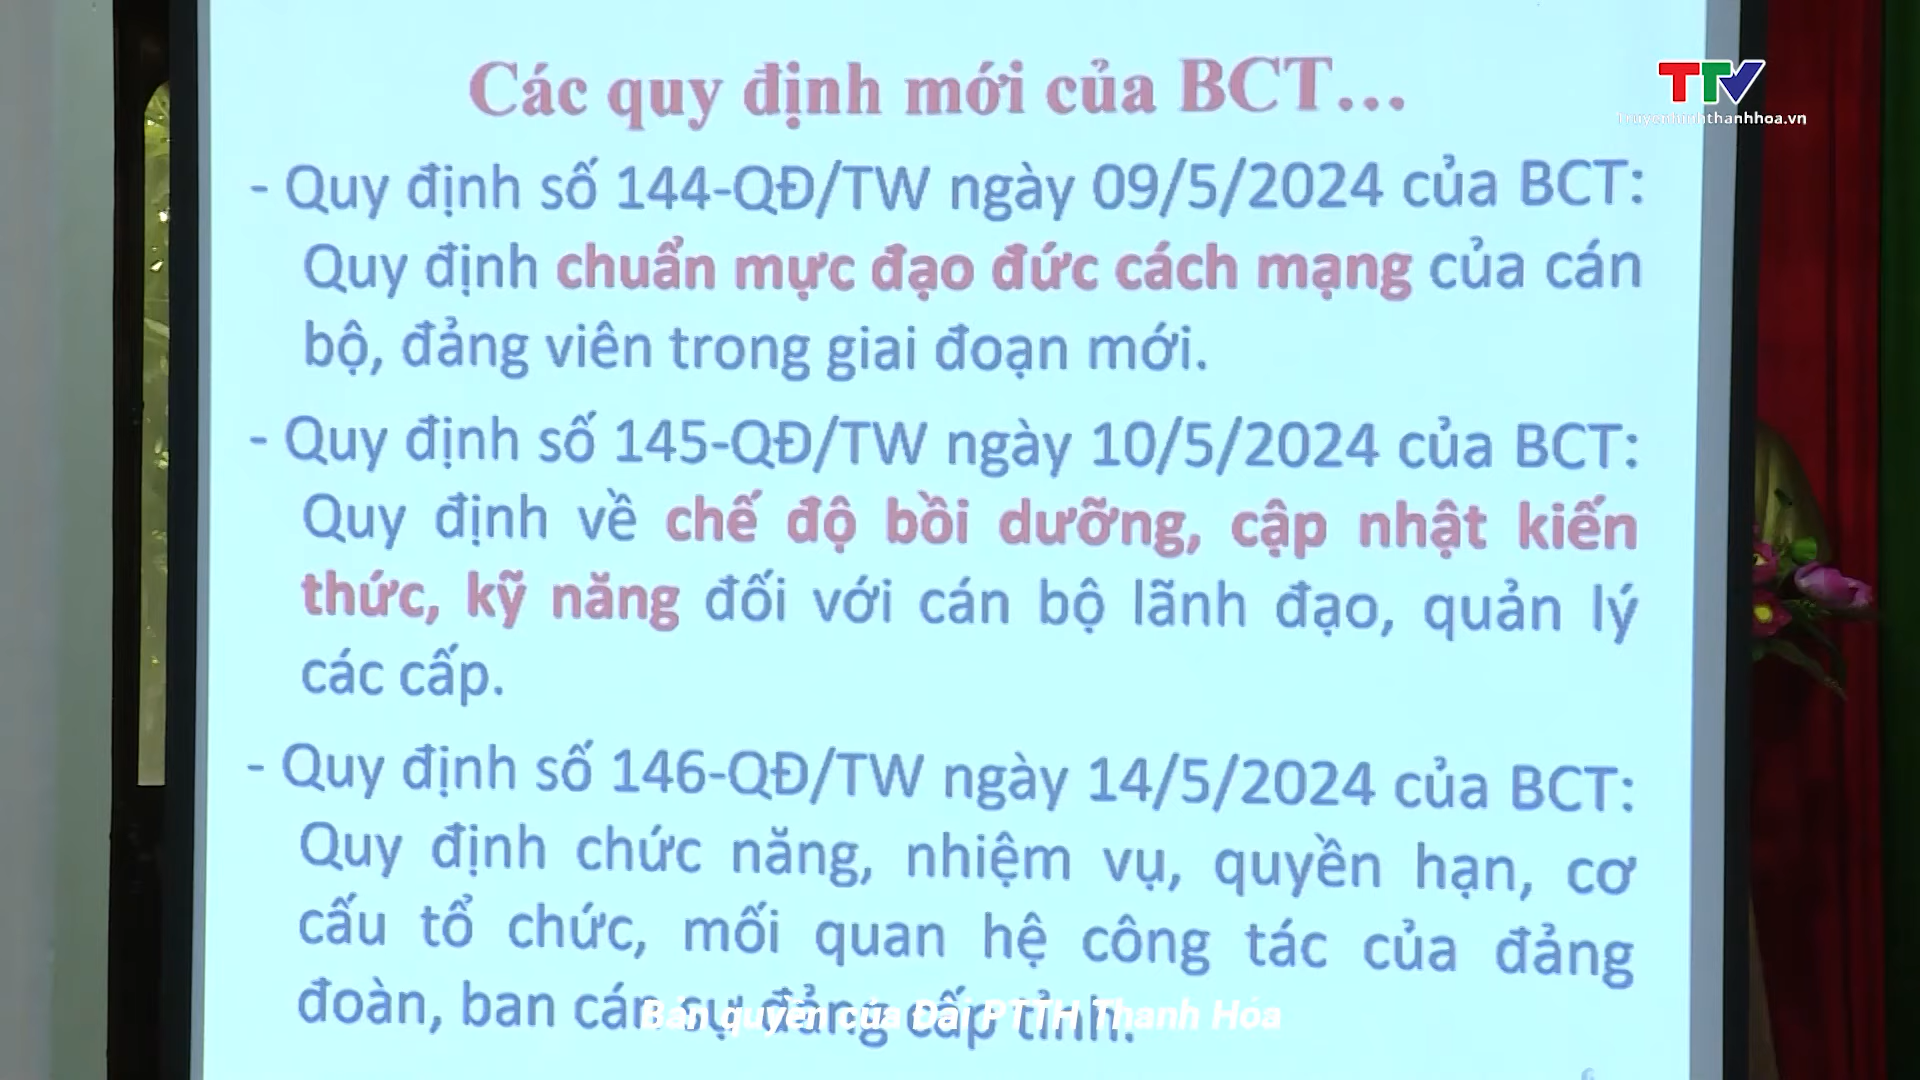 Các quy định mới của BCT...
TTV
Truyenhinhthanhhoa.vn
- Quy định số 144-QĐ/TW ngày 09/5/2024 của BCT:
Quy định chuẩn mực đạo đức cách mạng của cán
bộ, đảng viên trong giai đoạn mới.
- Quy định số 145-QĐ/TW ngày 10/5/2024 của BCT:
Quy định về chế độ bồi dưỡng, cập nhật kiến
thức, kỹ năng đối với cán bộ lãnh đạo, quản lý
các cấp.
- Quy định số 146-QĐ/TW ngày 14/5/2024 của BCT:
Quy định chức năng, nhiệm vụ, quyền hạn, cơ
cấu tổ chức, mối quan hệ công tác của đảng
đoàn, ban cán sự đảng cấp tỉnh.
Bản quyền của Đài PTTH Thanh Hóa